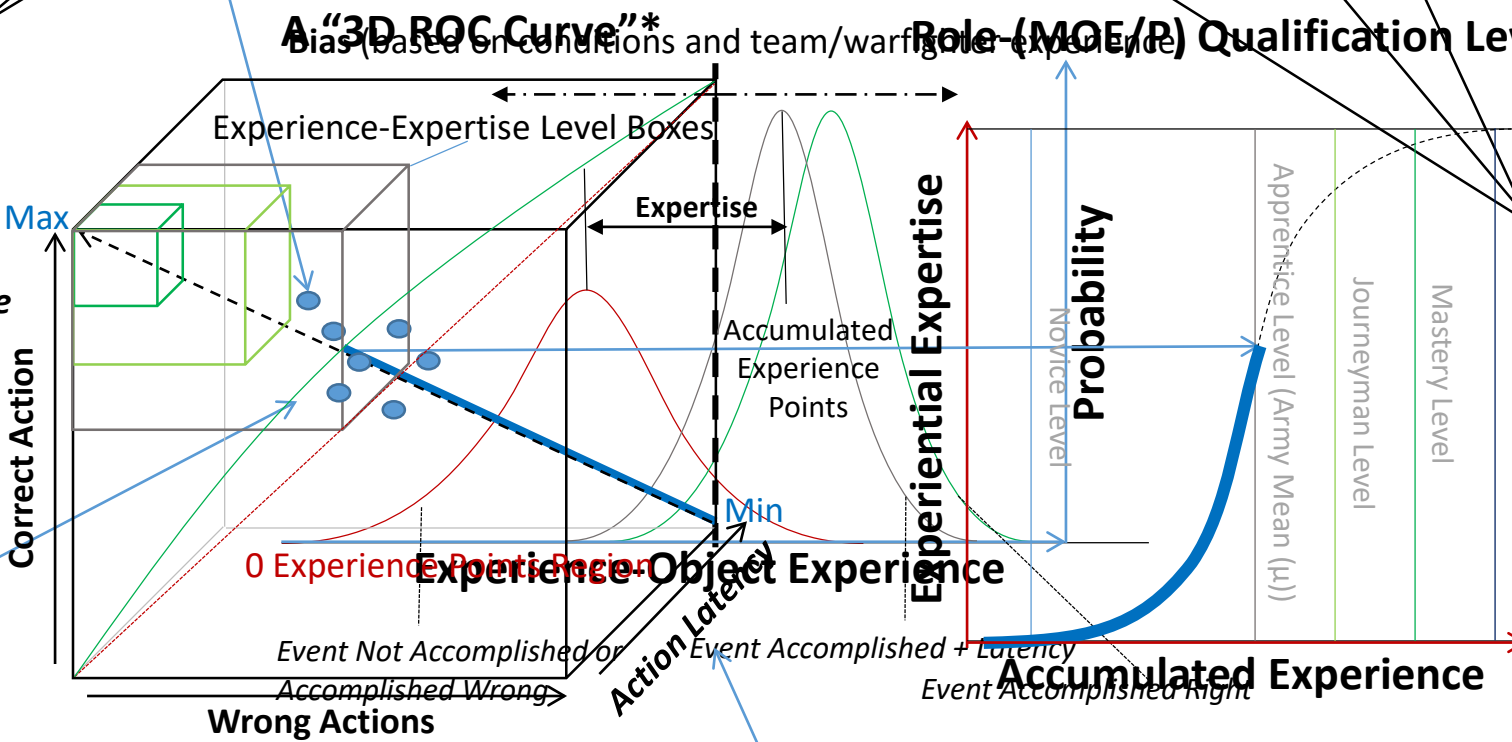 A "3D ROC Curve"*
Bias (based on conditions and team/warfighter experience)
Role-(MOE/P) Qualification Lev
Experience-Expertise Level Boxes
Max
Expertise
e
Correct Action
Accumulated
Experience
Points
Experiential Expertise
Probability
Novice Level
Apprentice Level (Army Mean (μ))
Journeyman Level
Mastery Level
Min
0 Experience Points Region
Experience-Object Experience
Action Latency
Event Not Accomplished or
Accomplished Wrong
Event Accomplished + Latency
Event Accomplished Right
Accumulated Experience
Wrong Actions